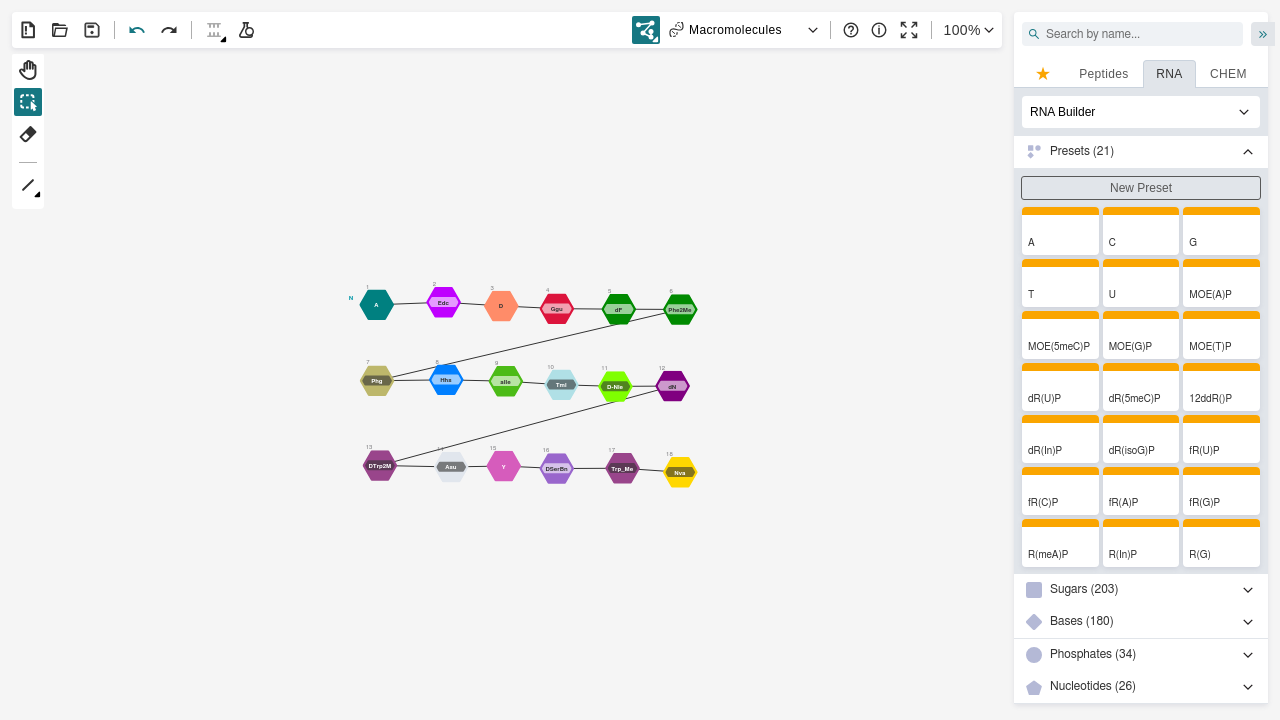 Macromolecules
100%
Search by name...
Peptides
RNA
CHEM
RNA Builder
Presets (21)
New Preset
A
C
G
T
U
MOE(A)P
MOE(5meC)P
MOE(G)P
MOE(T)P
dR(U)P
dR(5meC)P
12ddR()P
dR(In)P
dR(isoG)P
fR(U)P
fR(C)P
fR(A)P
fR(G)P
R(meA)P
R(In)P
R(G)
Sugars (203)
Bases (180)
Phosphates (34)
Nucleotides (26)
1 2 3 4 5 6
N A Edc D Ggu dF Phe2Me
7 8 9 10 11 12
Phg Hha aIle Tml D-Nle dN
13 14 15 16 17 18
DTrp2M Asu Y DSerBn Trp_Me Nva